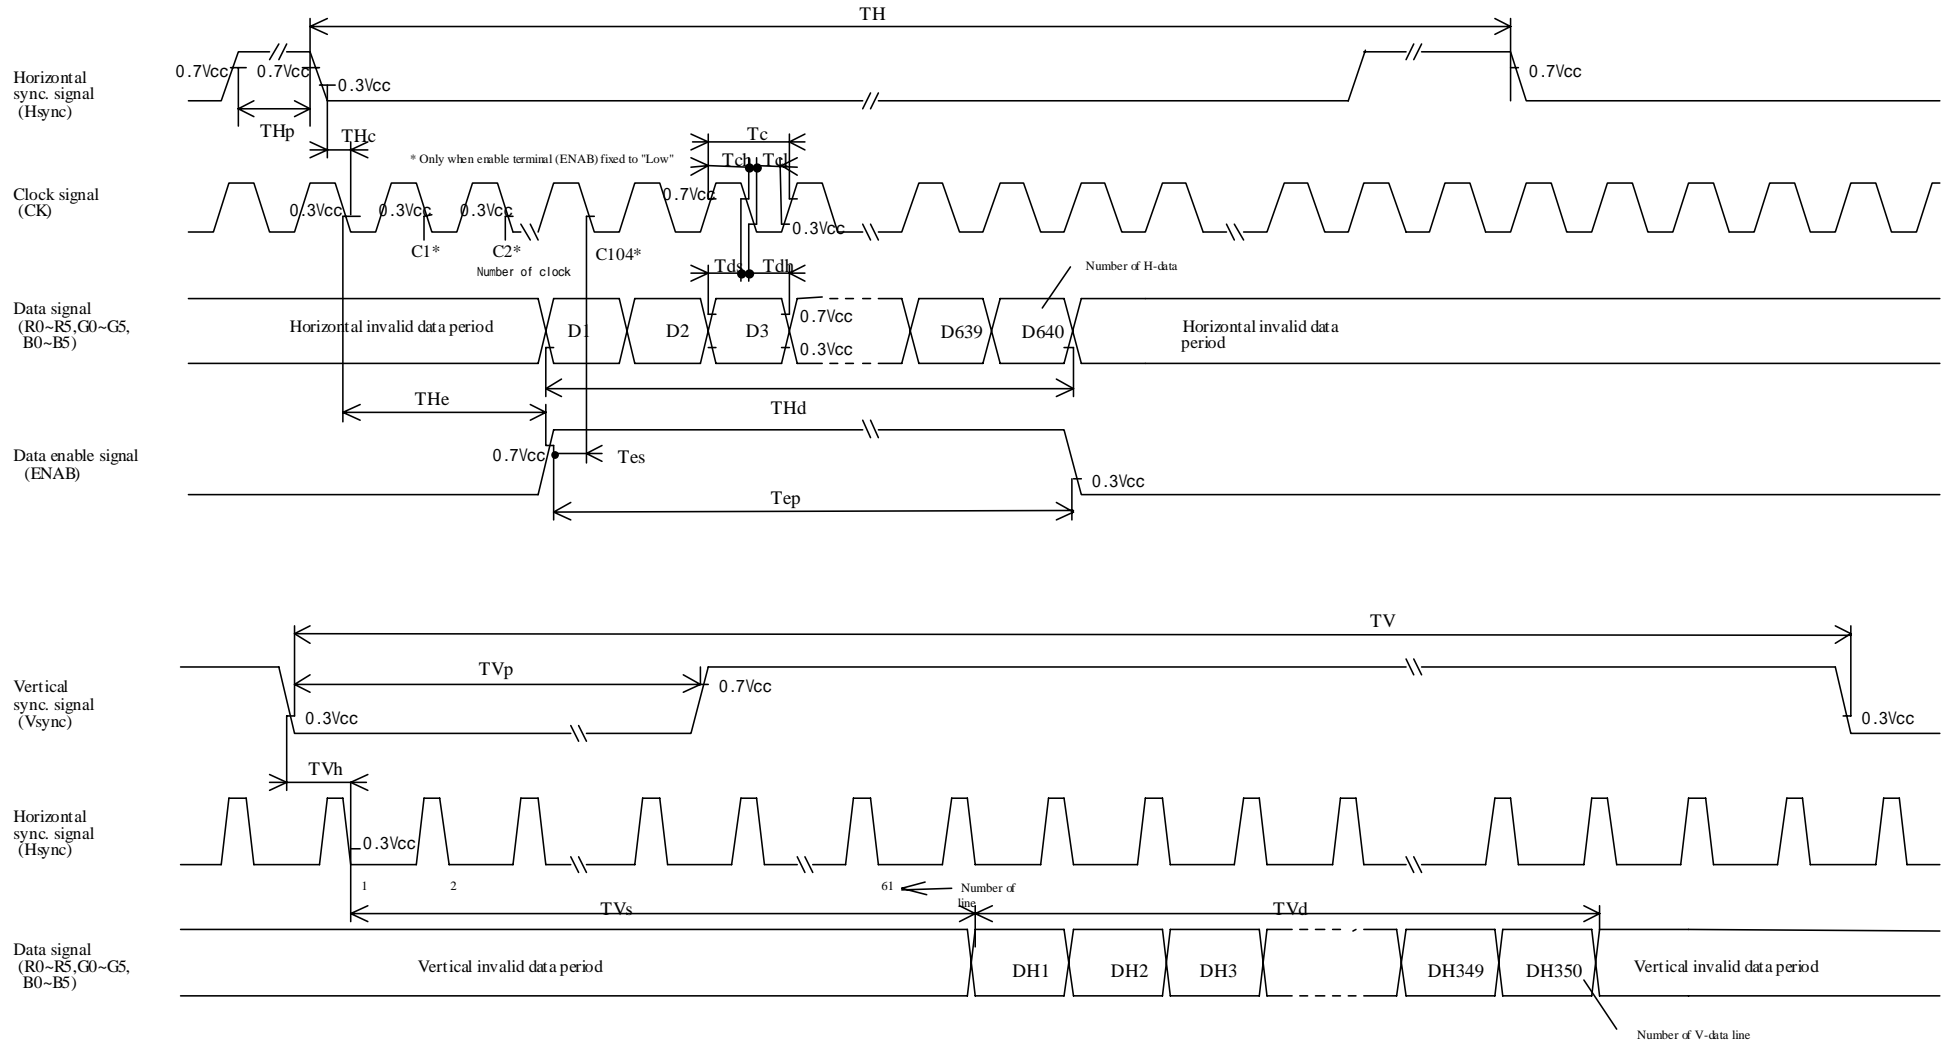 TH
Horizontal
sync. signal
(Hsync)
0.7Vcc
0.7Vcc
0.3Vcc
0.7Vcc
THp
THc
Tc
* Only when enable terminal (ENAB) fixed to "Low"
Tch
Tcl
Clock signal
(CK)
0.3Vcc
0.3Vcc
0.3Vcc
0.7Vcc
0.3Vcc
C1*
C2*
C104*
Number of clock
Tds
Tdh
Number of H-data
Data signal
(R0~R5,G0~G5,
B0~B5)
Horizontal invalid data period
D1
D2
D3
0.7Vcc
0.3Vcc
D639
D640
Horizontal invalid data
period
THe
THd
Data enable signal
(ENAB)
0.7Vcc
Tes
0.3Vcc
Tep
TV
TVp
Vertical
sync. signal
(Vsync)
0.7Vcc
0.3Vcc
0.3Vcc
TVh
Horizontal
sync. signal
(Hsync)
0.3Vcc
1
2
61
Number of
line
TVs
TVd
Data signal
(R0~R5,G0~G5,
B0~B5)
Vertical invalid data period
DH1
DH2
DH3
DH349
DH350
Vertical invalid data period
Number of V-data line